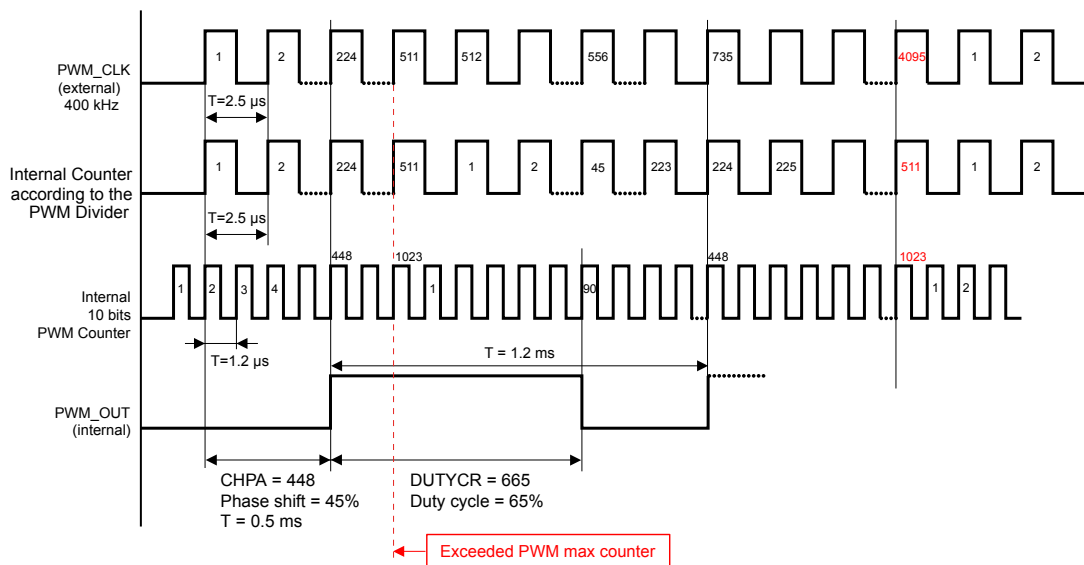 1 2 224 511 512 556 735 4095 1 2
PWM_CLK
(external)
400 kHz
T=2.5 µs
1 2 224 511 1 2 45 223 224 225 511 1 2
Internal Counter
according to the
PWM Divider
T=2.5 µs
448 1023 448 1023
1 2 3 4 1 90 1 2
Internal
10 bits
PWM Counter
T=1.2 µs
T = 1.2 ms
PWM_OUT
(internal)
CHPA = 448 DUTYCR = 665
Phase shift = 45% Duty cycle = 65%
T = 0.5 ms
Exceeded PWM max counter